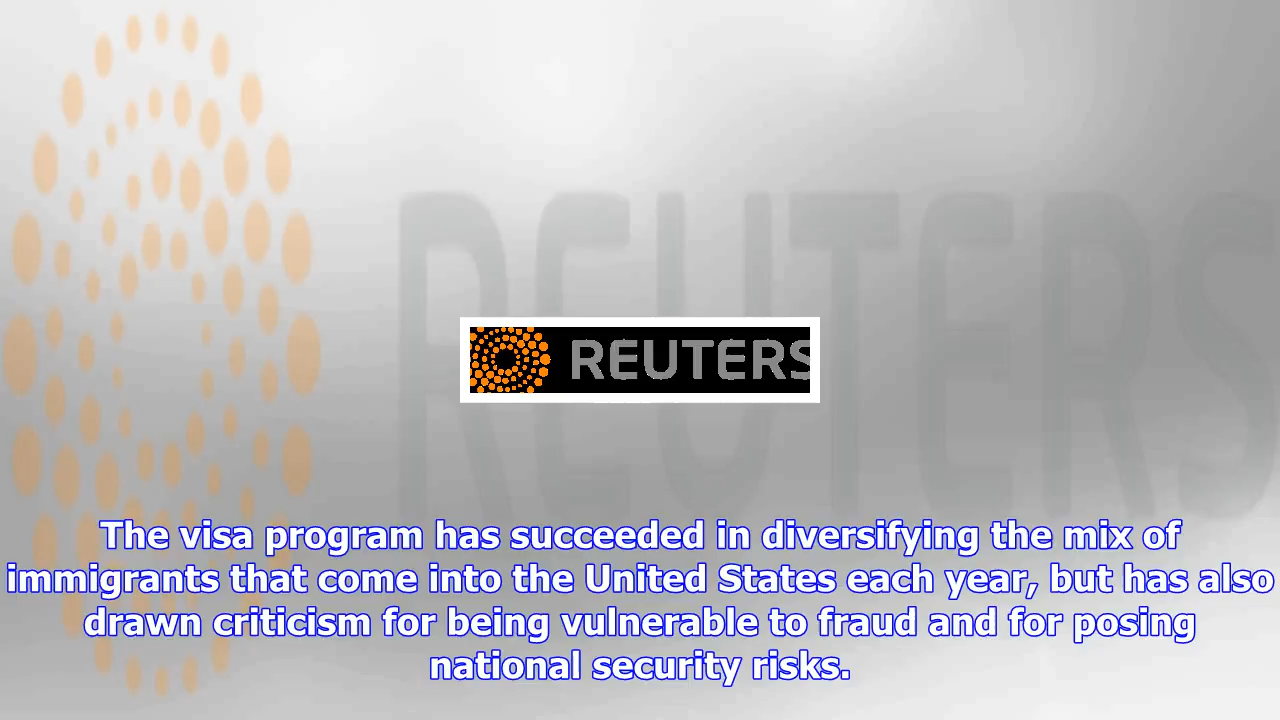 REUTERS
REUTERS
The visa program has succeeded in diversifying the mix of
immigrants that come into the United States each year, but has also
drawn criticism for being vulnerable to fraud and for posing
national security risks.